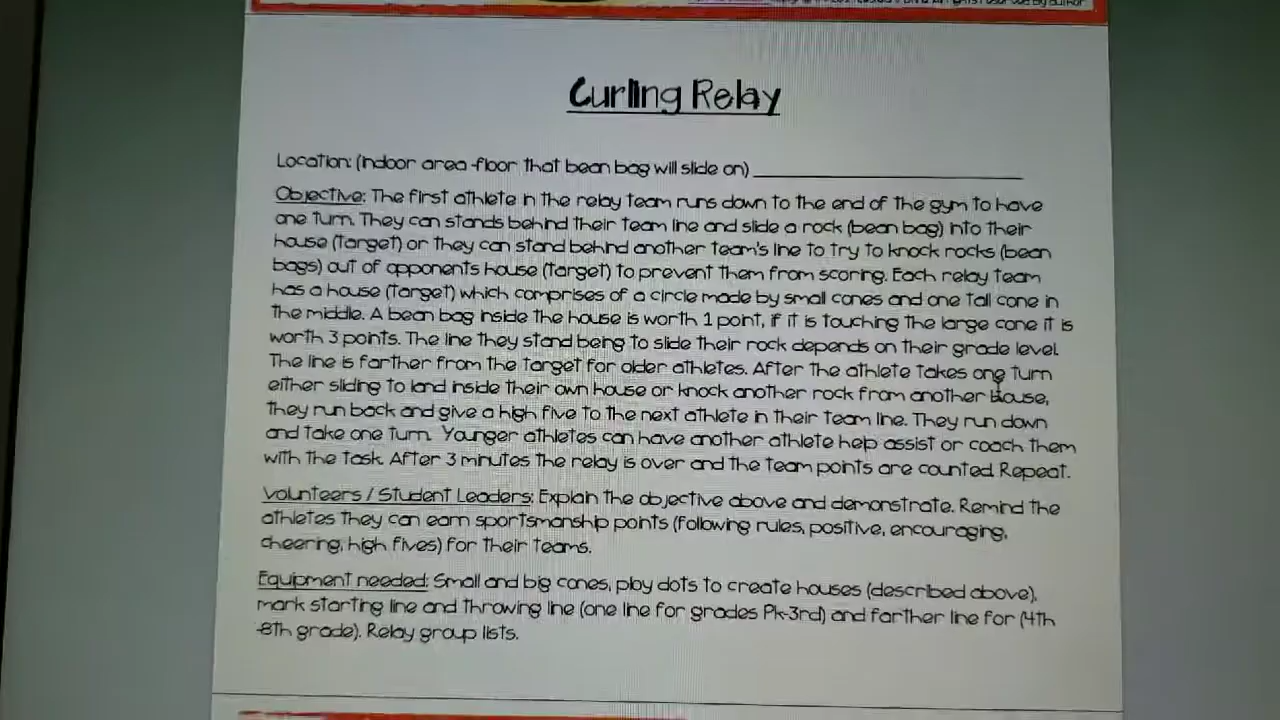 Curling Relay
Location: (indoor area -floor that bean bag will slide on)
Objective: The first athlete in the relay team runs down to the end of the gym to have
one turn. They can stands behind their team line and slide a rock (bean bag) into their
house (target) or they can stand behind another team's line to try to knock rocks (bean
bags) out of opponents house (target) to prevent them from scoring. Each relay team
has a house (target) which comprises of a circle made by small cones and one tall cone in
the middle. A bean bag inside the house is worth 1 point, if it is touching the large cone it is
worth 3 points. The line they stand being to slide their rock depends on their grade level.
The line is farther from the target for older athletes. After the athlete takes one turn
either sliding to land inside their own house or knock another rock from another house,
they run back and give a high five to the next athlete in their team line. They run down
and take one turn. Younger athletes can have another athlete help assist or coach them
with the task. After 3 minutes the relay is over and the team points are counted. Repeat.
Volunteers / Student Leaders: Explain the objective above and demonstrate. Remind the
athletes they can earn sportsmanship points (following rules, positive, encouraging,
cheering, high fives) for their teams.
Equipment needed: Small and big cones, ploy dots to create houses (described above),
mark starting line and throwing line (one line for grades Pk-3rd) and farther line for (4th
-8th grade). Relay group lists.